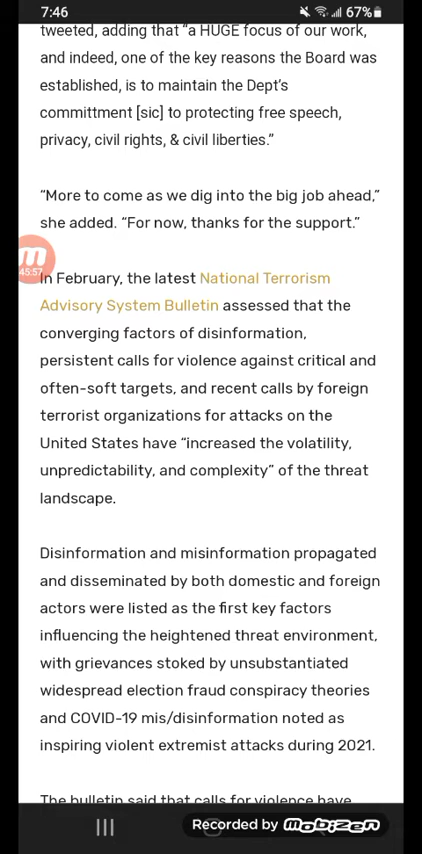 7:46
67%
tweeted, adding that “a HUGE focus of our work,
and indeed, one of the key reasons the Board was
established, is to maintain the Dept’s
committment [sic] to protecting free speech,
privacy, civil rights, & civil liberties.”
“More to come as we dig into the big job ahead,”
she added. “For now, thanks for the support.”
45:57
In February, the latest National Terrorism
Advisory System Bulletin assessed that the
converging factors of disinformation,
persistent calls for violence against critical and
often-soft targets, and recent calls by foreign
terrorist organizations for attacks on the
United States have “increased the volatility,
unpredictability, and complexity” of the threat
landscape.
Disinformation and misinformation propagated
and disseminated by both domestic and foreign
actors were listed as the first key factors
influencing the heightened threat environment,
with grievances stoked by unsubstantiated
widespread election fraud conspiracy theories
and COVID-19 mis/disinformation noted as
inspiring violent extremist attacks during 2021.
The bulletin said that calls for violence have
Recorded by mobizen